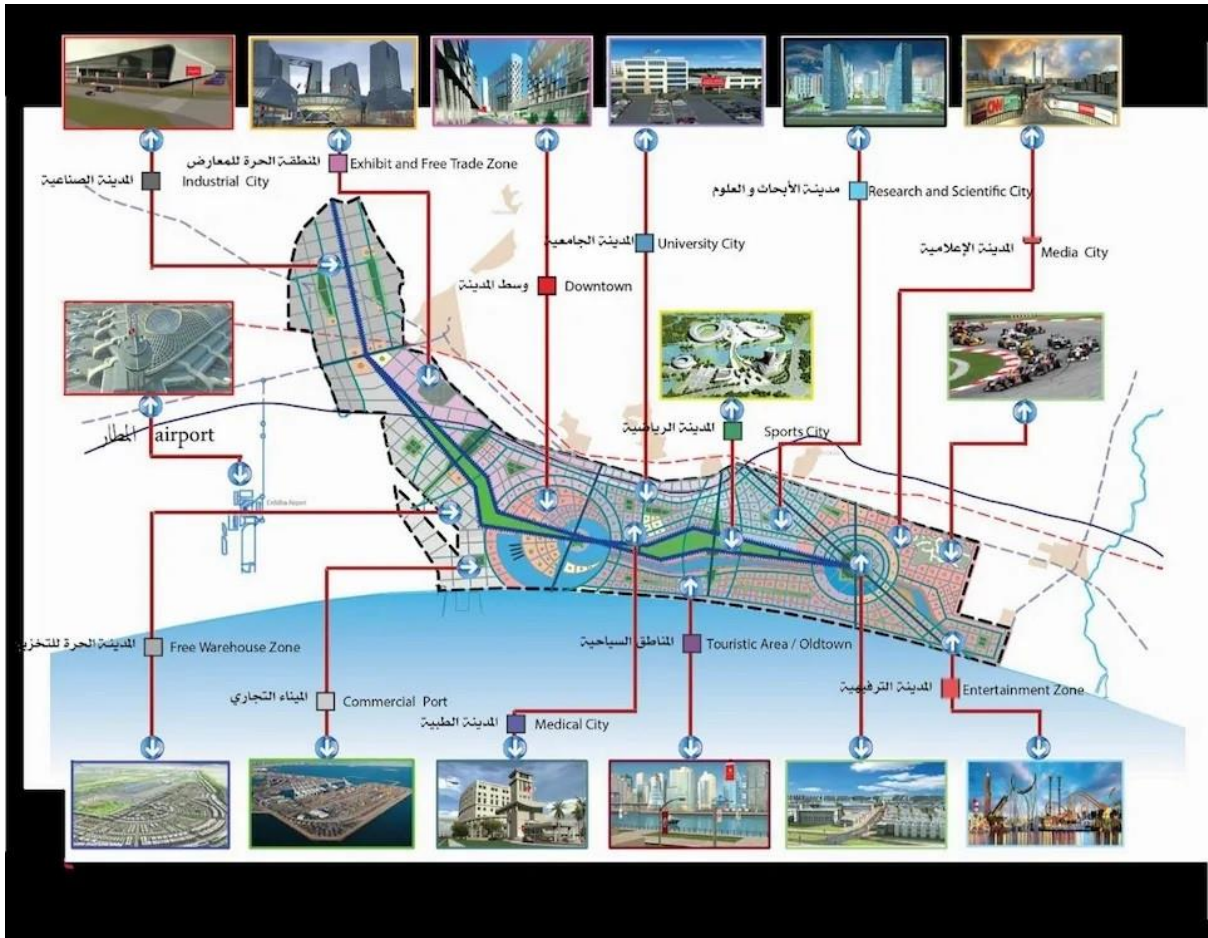 المنطقة الحرة للمعارض Exhibit and Free Trade Zone
المدينة الصناعية Industrial City
مدينة الأبحاث و العلوم Research and Scientific City
المدينة الجامعية University City
المدينة الإعلامية Media City
وسط المدينة Downtown
CNN
المدينة الرياضية Sports City
المطار airport
Enfidha Airport
المدينة الحرة للتخزين Free Warehouse Zone
المناطق السياحية Touristic Area / Oldtown
المدينة الترفيهية Entertainment Zone
الميناء التجاري Commercial Port
المدينة الطبية Medical City